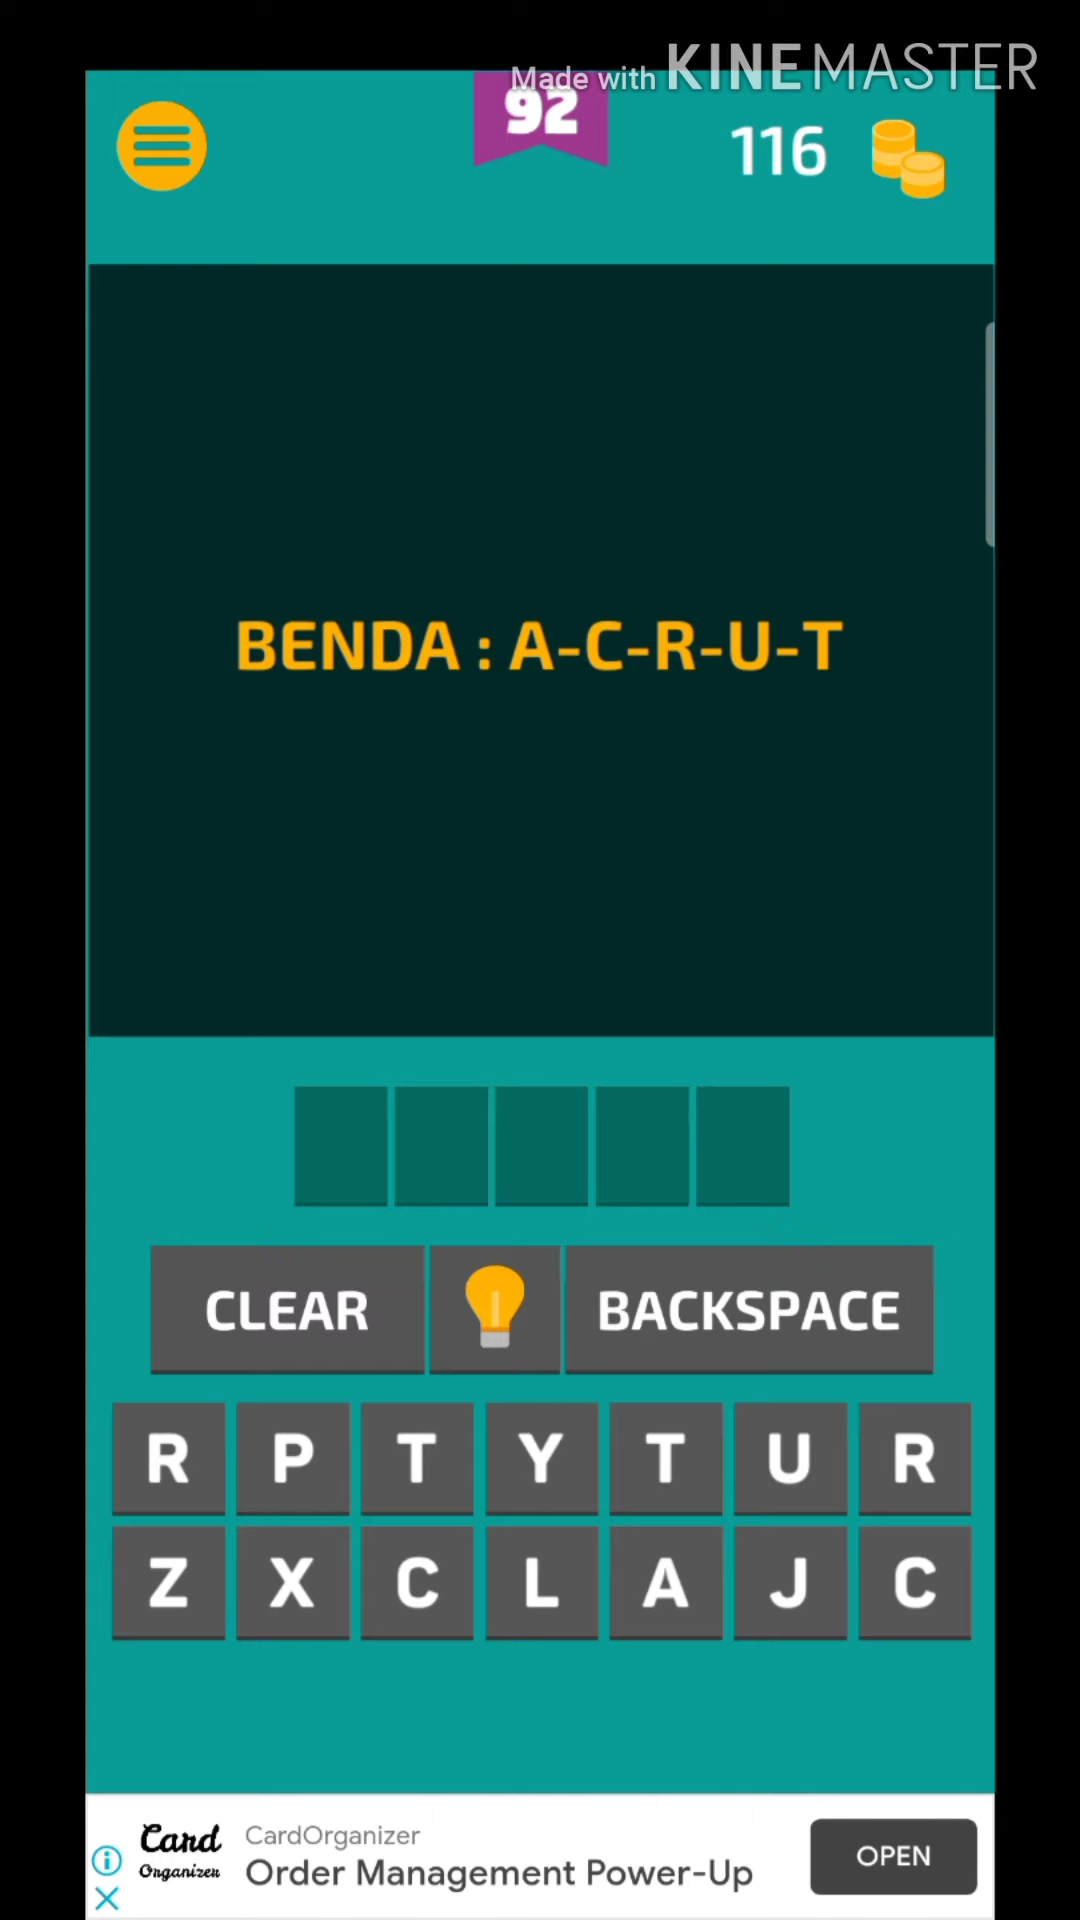 Made with KINEMASTER
92
116
BENDA : A-C-R-U-T
CLEAR
BACKSPACE
R P T Y T U R
Z X C L A J C
Card Organizer
CardOrganizer
Order Management Power-Up
OPEN